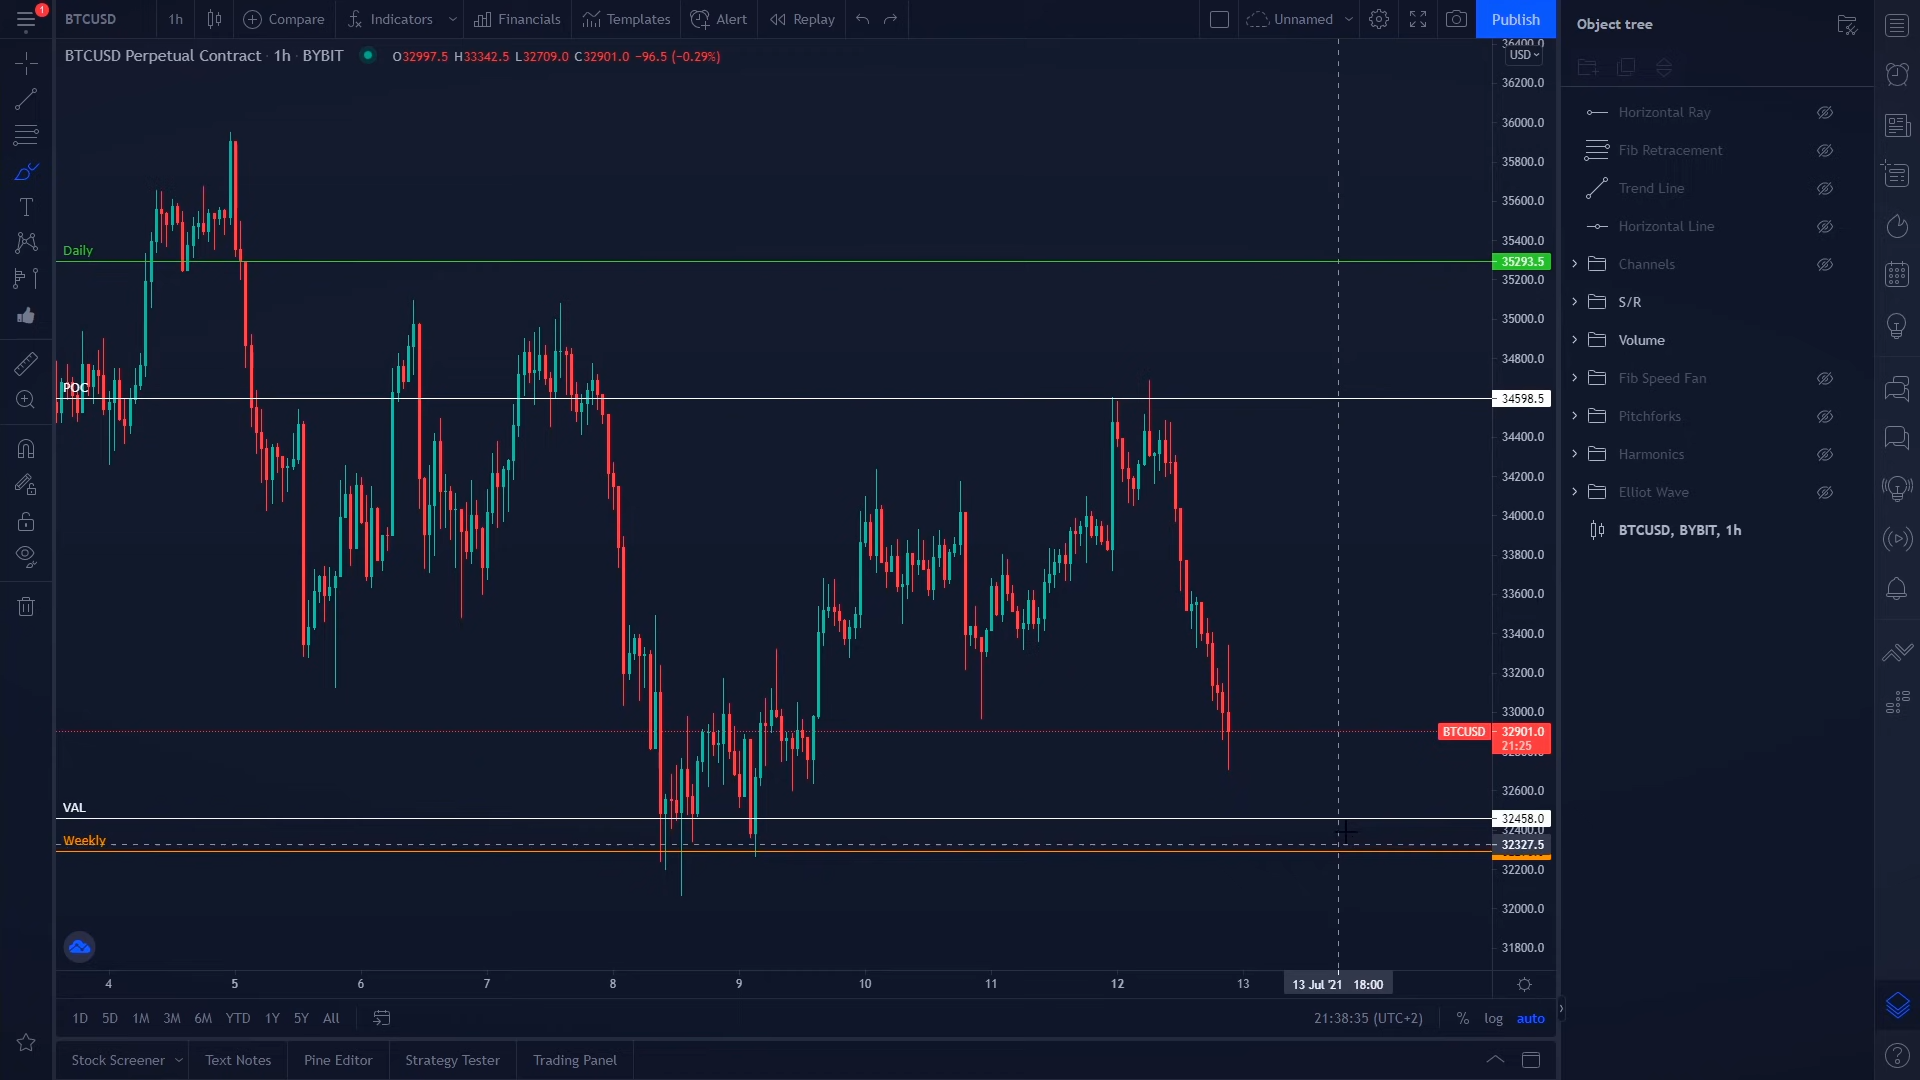 1
BTCUSD 1h Compare Indicators Financials Templates Alert Replay Unnamed Publish
Object tree
BTCUSD Perpetual Contract · 1h · BYBIT O32997.5 H33342.5 L32709.0 C32901.0 −96.5 (−0.29%)
36400.0
USD
36200.0
36000.0
35800.0
35600.0
35400.0
Daily
35293.5
35200.0
35000.0
34800.0
POC
34598.5
34400.0
34200.0
34000.0
33800.0
33600.0
33400.0
33200.0
33000.0
BTCUSD 32901.0
21:25
32600.0
VAL
32458.0
32400.0
Weekly
32327.5
32200.0
32000.0
31800.0
4 5 6 7 8 9 10 11 12 13 13 Jul '21 18:00
1D 5D 1M 3M 6M YTD 1Y 5Y All 21:38:35 (UTC+2) % log auto
Stock Screener Text Notes Pine Editor Strategy Tester Trading Panel
Horizontal Ray
Fib Retracement
Trend Line
Horizontal Line
Channels
S/R
Volume
Fib Speed Fan
Pitchforks
Harmonics
Elliot Wave
BTCUSD, BYBIT, 1h